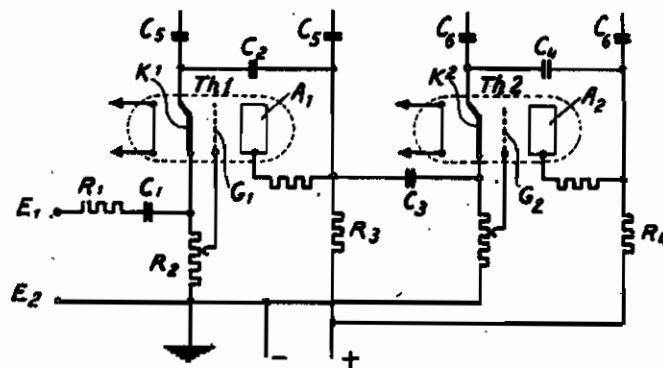 C5 C2 C5 C6 C4 C6
K1 Th1 A1 K2 Th2 A2
R1 C1 G1 C3 G2
E1 R2 R3 R4
E2
- +